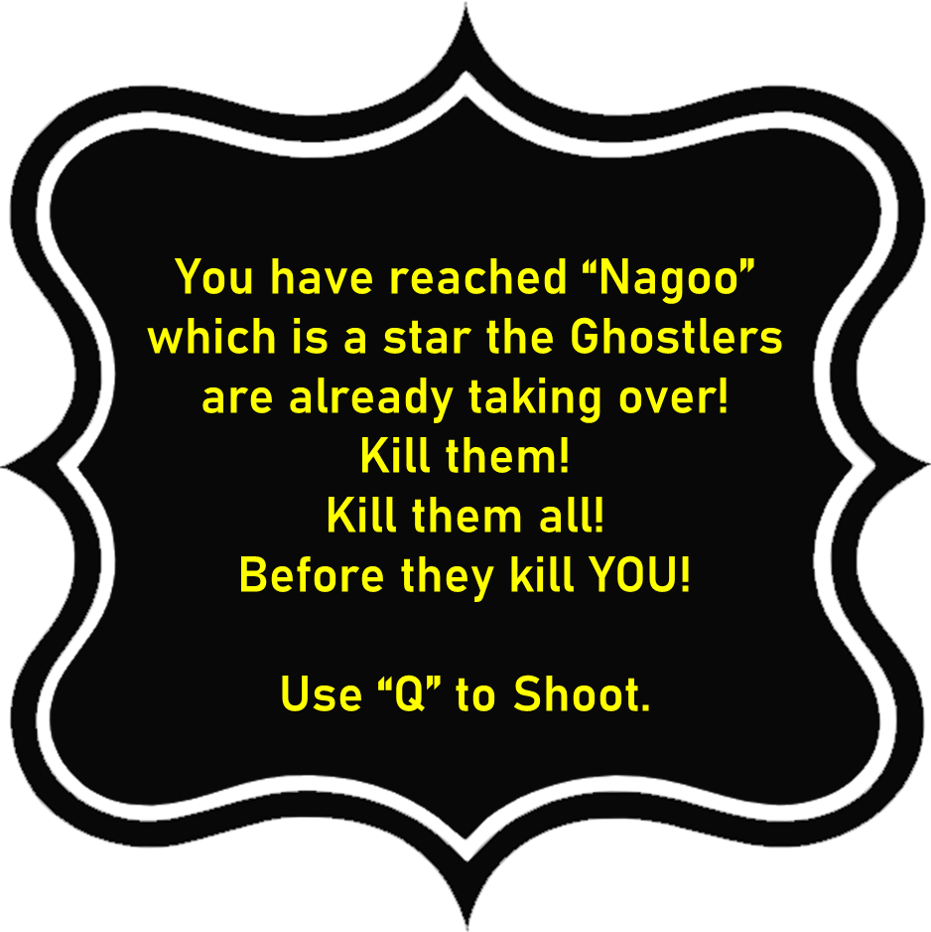 You have reached “Nagoo”
which is a star the Ghostlers
are already taking over!
Kill them!
Kill them all!
Before they kill YOU!
Use “Q” to Shoot.